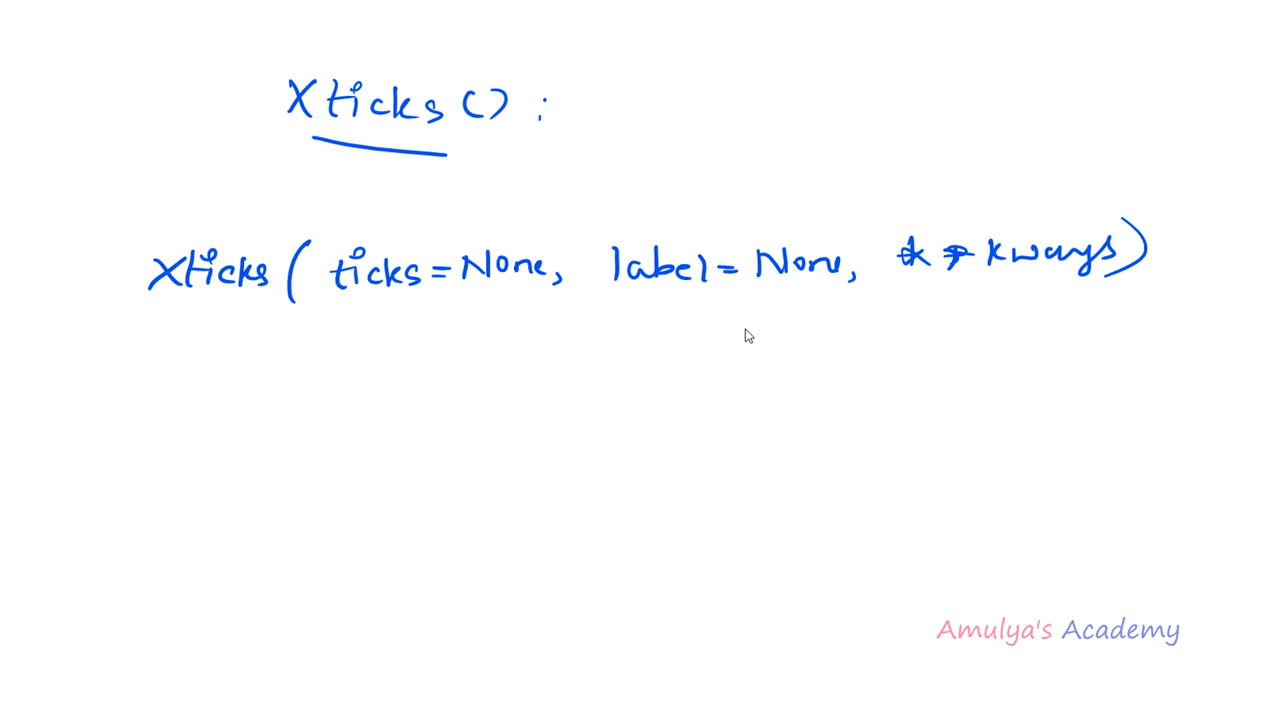 Xticks():
Xticks( ticks=None, label=None, **kwargs)
Amulya's Academy